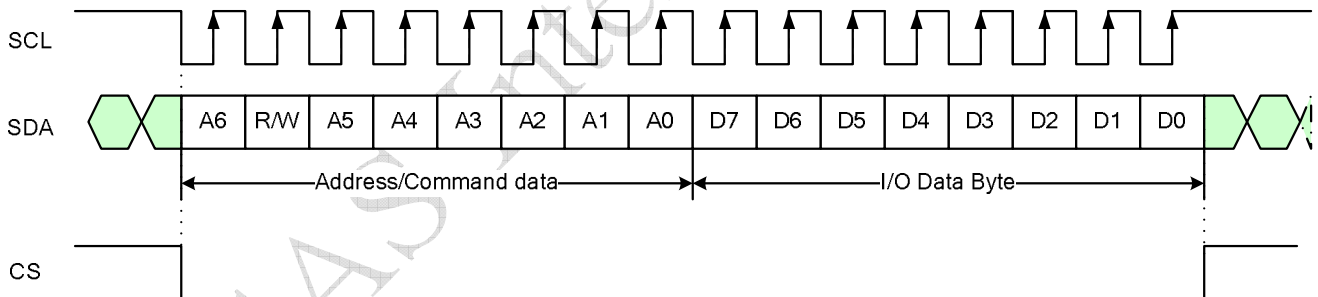 SCL
SDA A6 R/W A5 A4 A3 A2 A1 A0 D7 D6 D5 D4 D3 D2 D1 D0
Address/Command data I/O Data Byte
CS